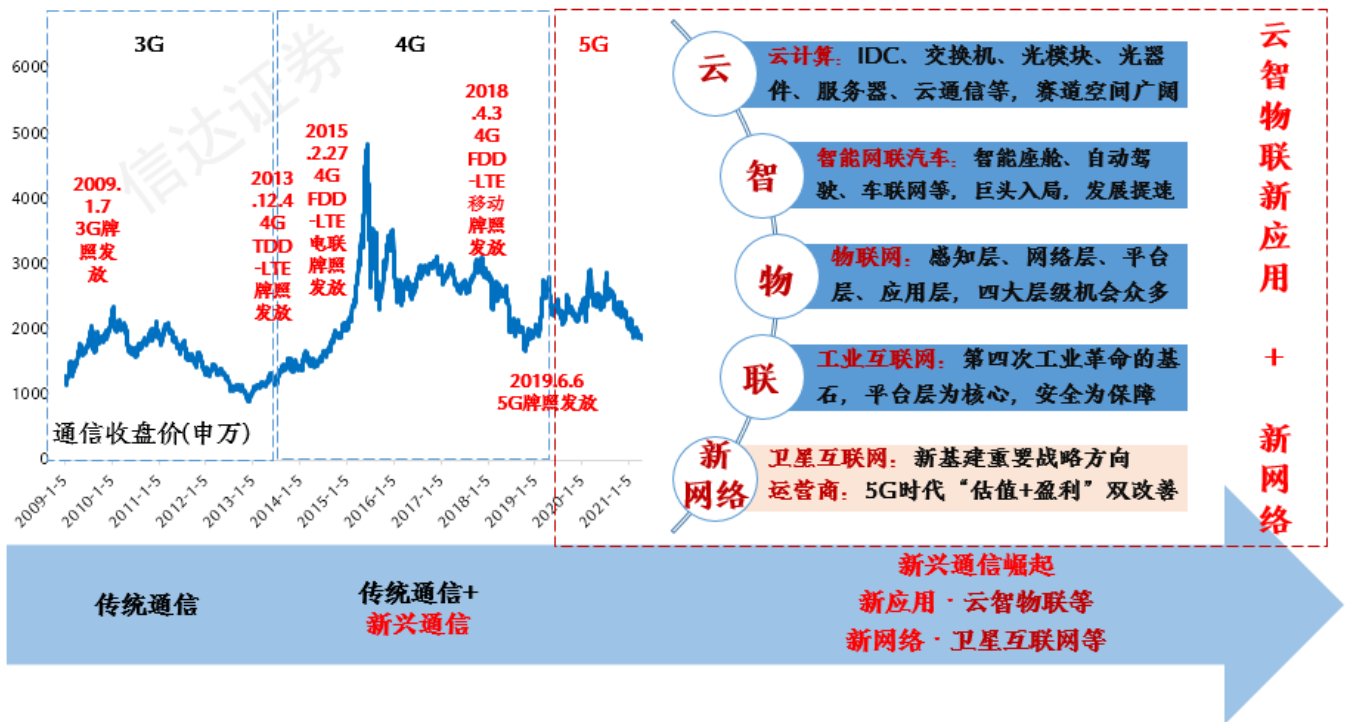 3G
4G
5G
6000
5000
4000
3000
2000
1000
0
信达证券
2009.
1.7
3G牌
照发
放
2013
.12.4
4G
TDD
-LTE
牌照
发放
2015
.2.27
4G
FDD
-LTE
电联
牌照
发放
2018
.4.3
4G
FDD
-LTE
移动
牌照
发放
2019.6.6
5G牌照发放
通信收盘价(申万)
2009-1-5
2010-1-5
2011-1-5
2012-1-5
2013-1-5
2014-1-5
2015-1-5
2016-1-5
2017-1-5
2018-1-5
2019-1-5
2020-1-5
2021-1-5
云
云计算：IDC、交换机、光模块、光器
件、服务器、云通信等，赛道空间广阔
智
智能网联汽车：智能座舱、自动驾
驶、车联网等，巨头入局，发展提速
物
物联网：感知层、网络层、平台
层、应用层，四大层级机会众多
联
工业互联网：第四次工业革命的基
石，平台层为核心，安全为保障
新
网络
卫星互联网：新基建重要战略方向
运营商：5G时代“估值+盈利”双改善
云智物联新应用+新网络
传统通信
传统通信+
新兴通信
新兴通信崛起
新应用·云智物联等
新网络·卫星互联网等